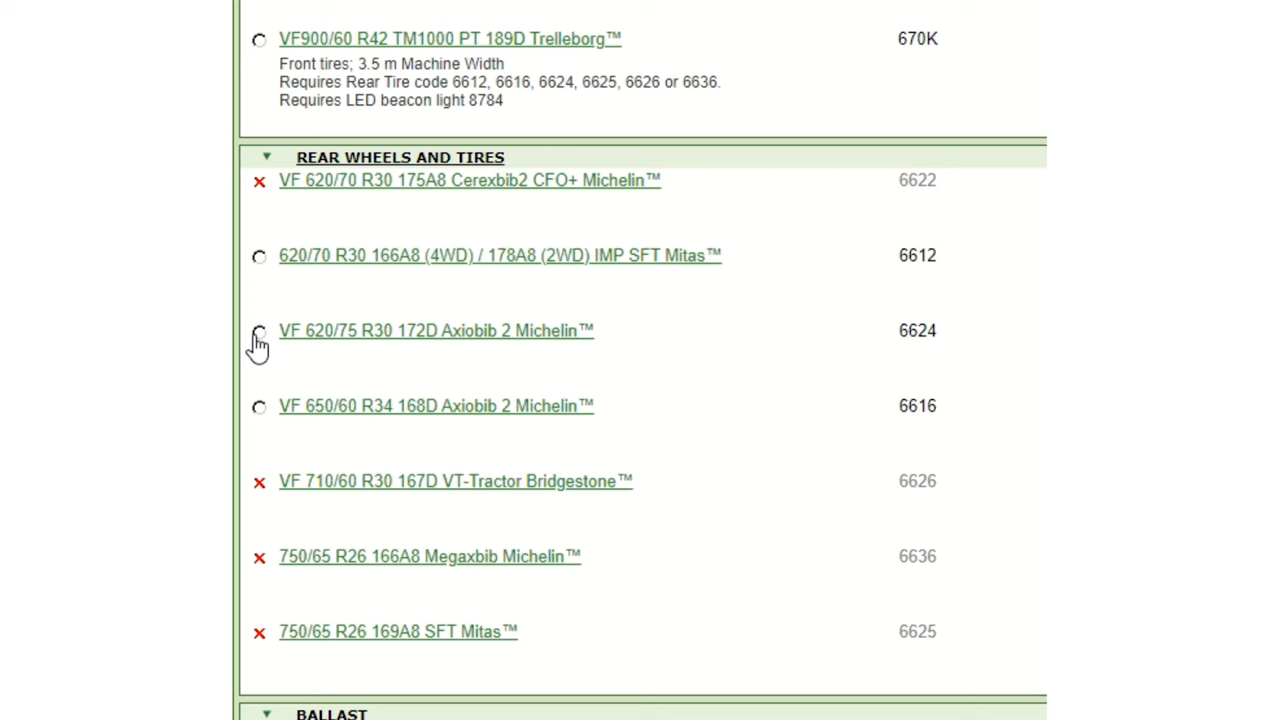 VF900/60 R42 TM1000 PT 189D Trelleborg™ 670K
Front tires; 3.5 m Machine Width
Requires Rear Tire code 6612, 6616, 6624, 6625, 6626 or 6636.
Requires LED beacon light 8784
REAR WHEELS AND TIRES
VF 620/70 R30 175A8 Cerexbib2 CFO+ Michelin™ 6622
620/70 R30 166A8 (4WD) / 178A8 (2WD) IMP SFT Mitas™ 6612
VF 620/75 R30 172D Axiobib 2 Michelin™ 6624
VF 650/60 R34 168D Axiobib 2 Michelin™ 6616
VF 710/60 R30 167D VT-Tractor Bridgestone™ 6626
750/65 R26 166A8 Megaxbib Michelin™ 6636
750/65 R26 169A8 SFT Mitas™ 6625
BALLAST